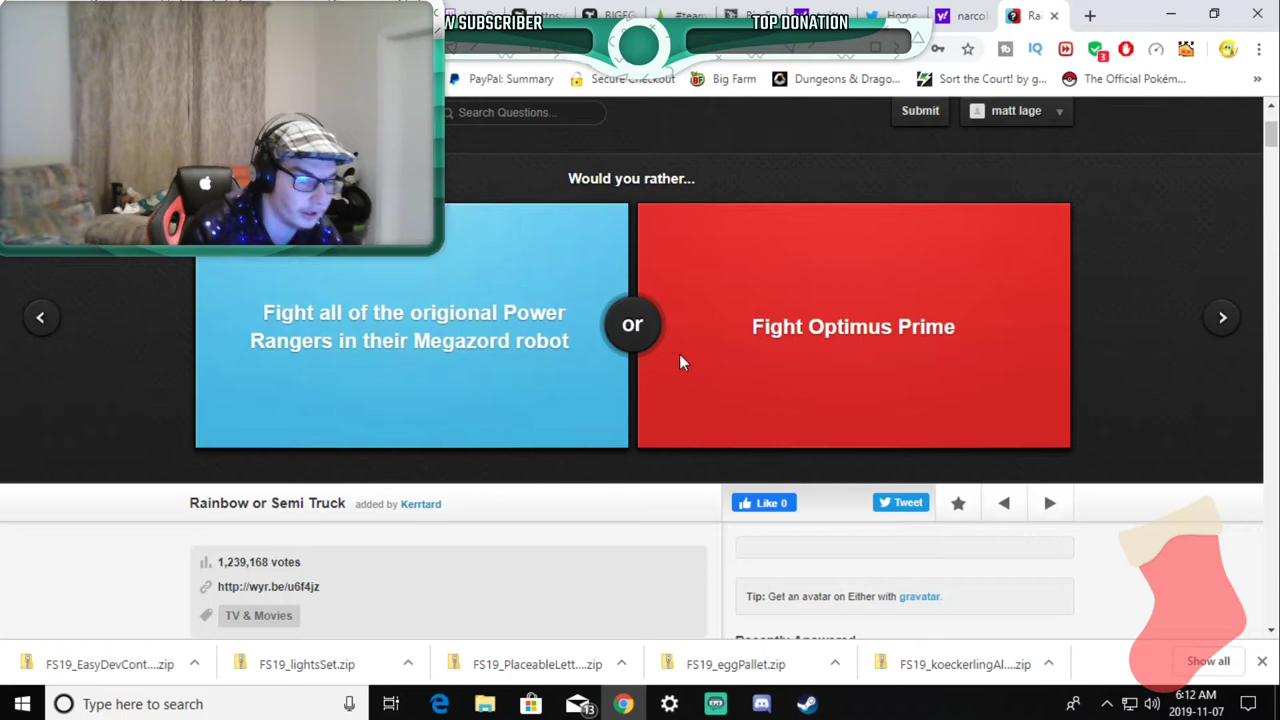 W SUBSCRIBER
TOP DONATION
narcol
PayPal: Summary
Secure Checkout
Big Farm
Dungeons & Drago...
Sort the Court! by g...
The Official Pokém...
»
Search Questions...
Submit
matt lage
Would you rather...
Fight all of the origional Power
Rangers in their Megazord robot
or
Fight Optimus Prime
Rainbow or Semi Truck added by Kerrtard
Like 0
Tweet
1,239,168 votes
http://wyr.be/u6f4jz
TV & Movies
Tip: Get an avatar on Either with gravatar.
FS19_EasyDevCont....zip
FS19_lightsSet.zip
FS19_PlaceableLett....zip
FS19_eggPallet.zip
FS19_koeckerlingAl....zip
Show all
Type here to search
13
6:12 AM
2019-11-07